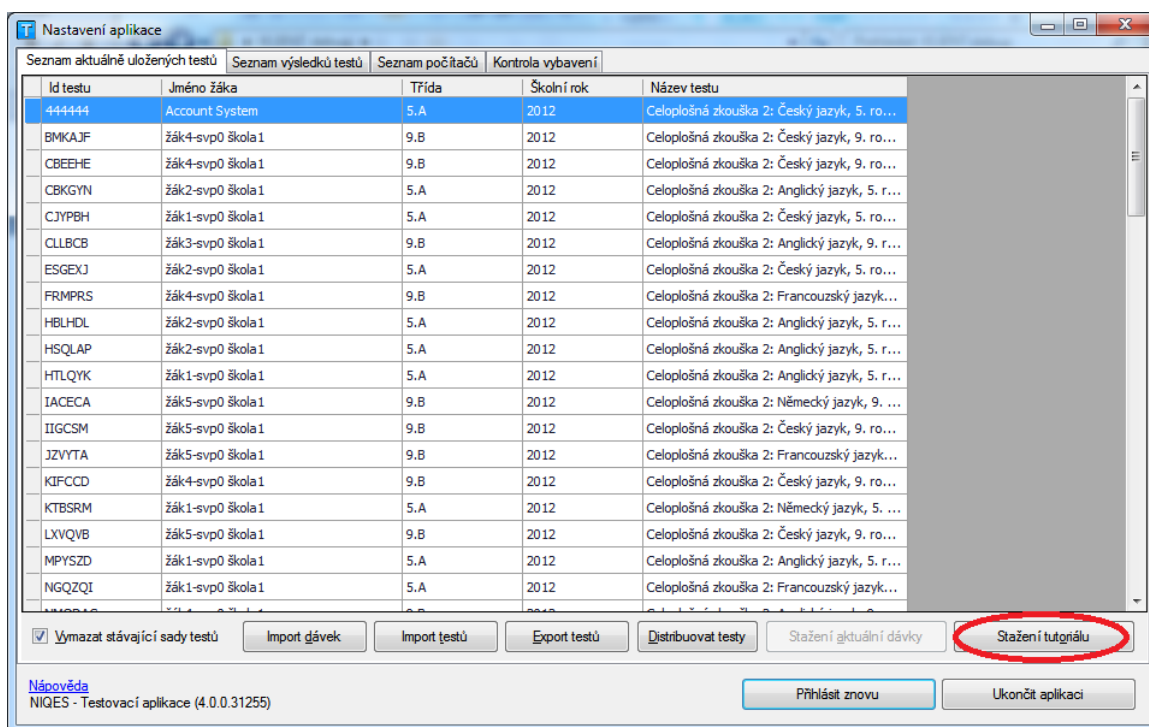 Nastavení aplikace
Seznam aktuálně uložených testů Seznam výsledků testů Seznam počítačů Kontrola vybavení
Id testu Jméno žáka Třída Školní rok Název testu
444444 Account System 5.A 2012 Celoplošná zkouška 2: Český jazyk, 5. ro...
BMKAJF žák4-svp0 škola1 9.B 2012 Celoplošná zkouška 2: Český jazyk, 9. ro...
CBEEHE žák4-svp0 škola1 9.B 2012 Celoplošná zkouška 2: Český jazyk, 9. ro...
CBKGYN žák2-svp0 škola1 5.A 2012 Celoplošná zkouška 2: Anglický jazyk, 5. r...
CJYPBH žák1-svp0 škola1 5.A 2012 Celoplošná zkouška 2: Český jazyk, 5. ro...
CLLBCB žák3-svp0 škola1 9.B 2012 Celoplošná zkouška 2: Anglický jazyk, 9. r...
ESGEXJ žák2-svp0 škola1 5.A 2012 Celoplošná zkouška 2: Český jazyk, 5. ro...
FRMPRS žák4-svp0 škola1 9.B 2012 Celoplošná zkouška 2: Francouzský jazyk...
HBLHDL žák2-svp0 škola1 5.A 2012 Celoplošná zkouška 2: Anglický jazyk, 5. r...
HSQLAP žák2-svp0 škola1 5.A 2012 Celoplošná zkouška 2: Anglický jazyk, 5. r...
HTLQYK žák1-svp0 škola1 5.A 2012 Celoplošná zkouška 2: Anglický jazyk, 5. r...
IACECA žák5-svp0 škola1 9.B 2012 Celoplošná zkouška 2: Německý jazyk, 9. ...
IIGCSM žák5-svp0 škola1 9.B 2012 Celoplošná zkouška 2: Český jazyk, 9. ro...
JZVYTA žák5-svp0 škola1 9.B 2012 Celoplošná zkouška 2: Francouzský jazyk...
KIFCCD žák4-svp0 škola1 9.B 2012 Celoplošná zkouška 2: Český jazyk, 9. ro...
KTBSRM žák1-svp0 škola1 5.A 2012 Celoplošná zkouška 2: Německý jazyk, 5. ...
LXVQVB žák5-svp0 škola1 9.B 2012 Celoplošná zkouška 2: Český jazyk, 9. ro...
MPYSZD žák1-svp0 škola1 5.A 2012 Celoplošná zkouška 2: Anglický jazyk, 5. r...
NGQZQI žák1-svp0 škola1 5.A 2012 Celoplošná zkouška 2: Francouzský jazyk...
Vymazat stávající sady testů Import dávek Import testů Export testů Distribuovat testy Stažení aktuální dávky Stažení tutoriálu
Nápověda
NIQES - Testovací aplikace (4.0.0.31255)
Přihlásit znovu Ukončit aplikaci